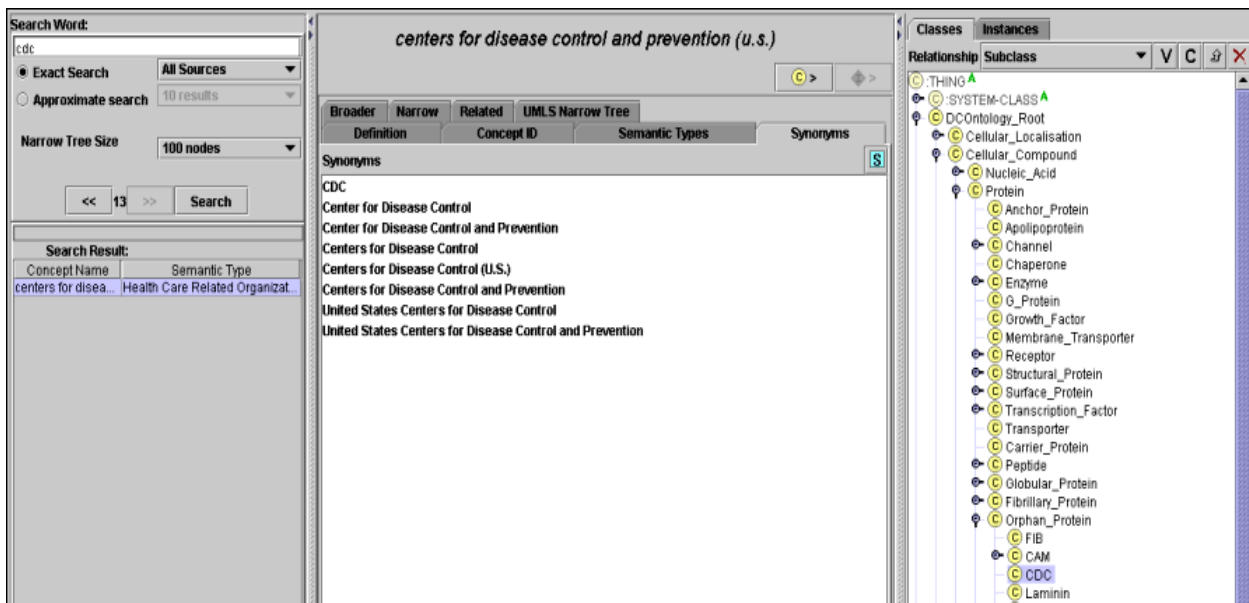 Search Word:
cdc
Exact Search
All Sources
Approximate search
10 results
Narrow Tree Size
100 nodes
<< 13 >> Search
Search Result:
Concept Name Semantic Type
centers for disea... Health Care Related Organizat...
centers for disease control and prevention (u.s.)
C >
>
Broader Narrow Related UMLS Narrow Tree
Definition Concept ID Semantic Types Synonyms
Synonyms S
CDC
Center for Disease Control
Center for Disease Control and Prevention
Centers for Disease Control
Centers for Disease Control (U.S.)
Centers for Disease Control and Prevention
United States Centers for Disease Control
United States Centers for Disease Control and Prevention
Classes Instances
Relationship Subclass V C X
C :THING A
C :SYSTEM-CLASS A
C DCOntology_Root
C Cellular_Localisation
C Cellular_Compound
C Nucleic_Acid
C Protein
C Anchor_Protein
C Apolipoprotein
C Channel
C Chaperone
C Enzyme
C G_Protein
C Growth_Factor
C Membrane_Transporter
C Receptor
C Structural_Protein
C Surface_Protein
C Transcription_Factor
C Transporter
C Carrier_Protein
C Peptide
C Globular_Protein
C Fibrillary_Protein
C Orphan_Protein
C FIB
C CAM
C CDC
C Laminin